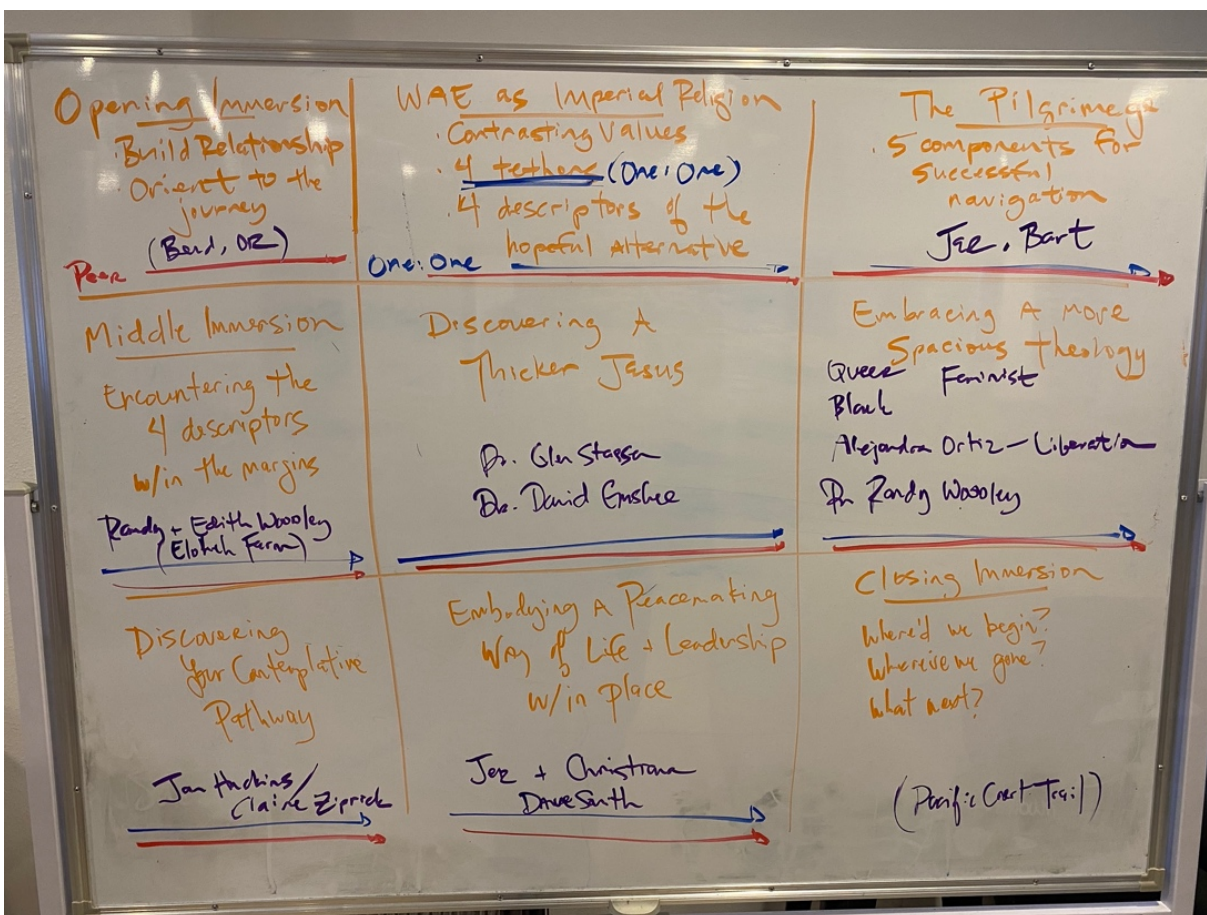 Opening Immersion
· Build Relationship
· Orient to the
journey
(Bend, OR)
Peer
WAE as Imperial Religion
· Contrasting Values
· 4 tethers (One:One)
· 4 descriptors of the
hopeful alternative
One:One
The Pilgrimage
· 5 components for
successful
navigation
Jer, Bart
Middle Immersion
Encountering the
4 descriptors
w/in the margins
Randy + Edith Woodley
(Eloheh Farm)
Discovering A
Thicker Jesus
Dr. Glen Stassen
Dr. David Gushee
Embracing A More
Spacious Theology
Queer Feminist
Black
Alejandra Ortiz - Liberation
Dr. Randy Woodley
Discovering
Your Contemplative
Pathway
Jon Huckins/
Claire Ziprick
Embodying A Peacemaking
Way of Life + Leadership
w/in place
Jer + Christiana
Dave Smith
Closing Immersion
Where'd we begin?
Where've we gone?
What next?
(Pacific Crest Trail)